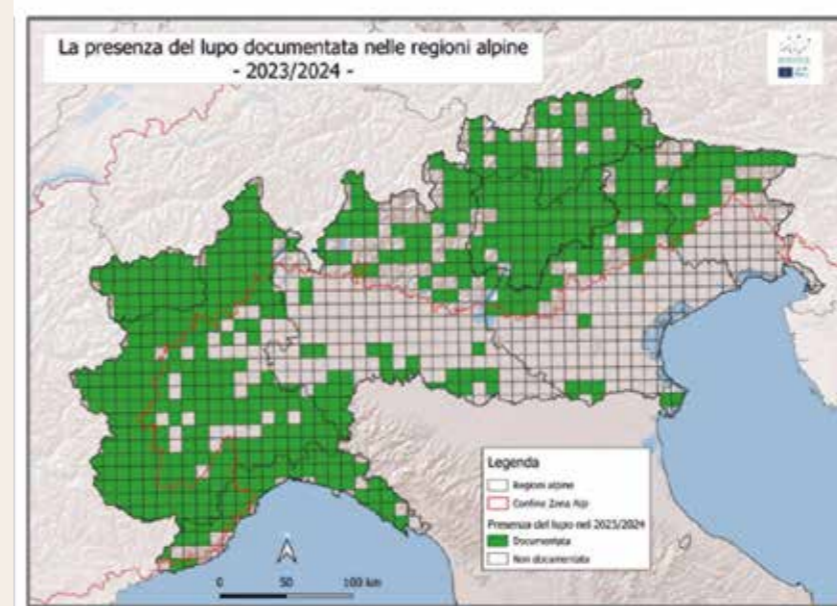 La presenza del lupo documentata nelle regioni alpine
- 2023/2024 -
Legenda
Regioni alpine
Confine Zona Alpi
Presenza del lupo nel 2023/2024
Documentata
Non documentata
0 50 100 km